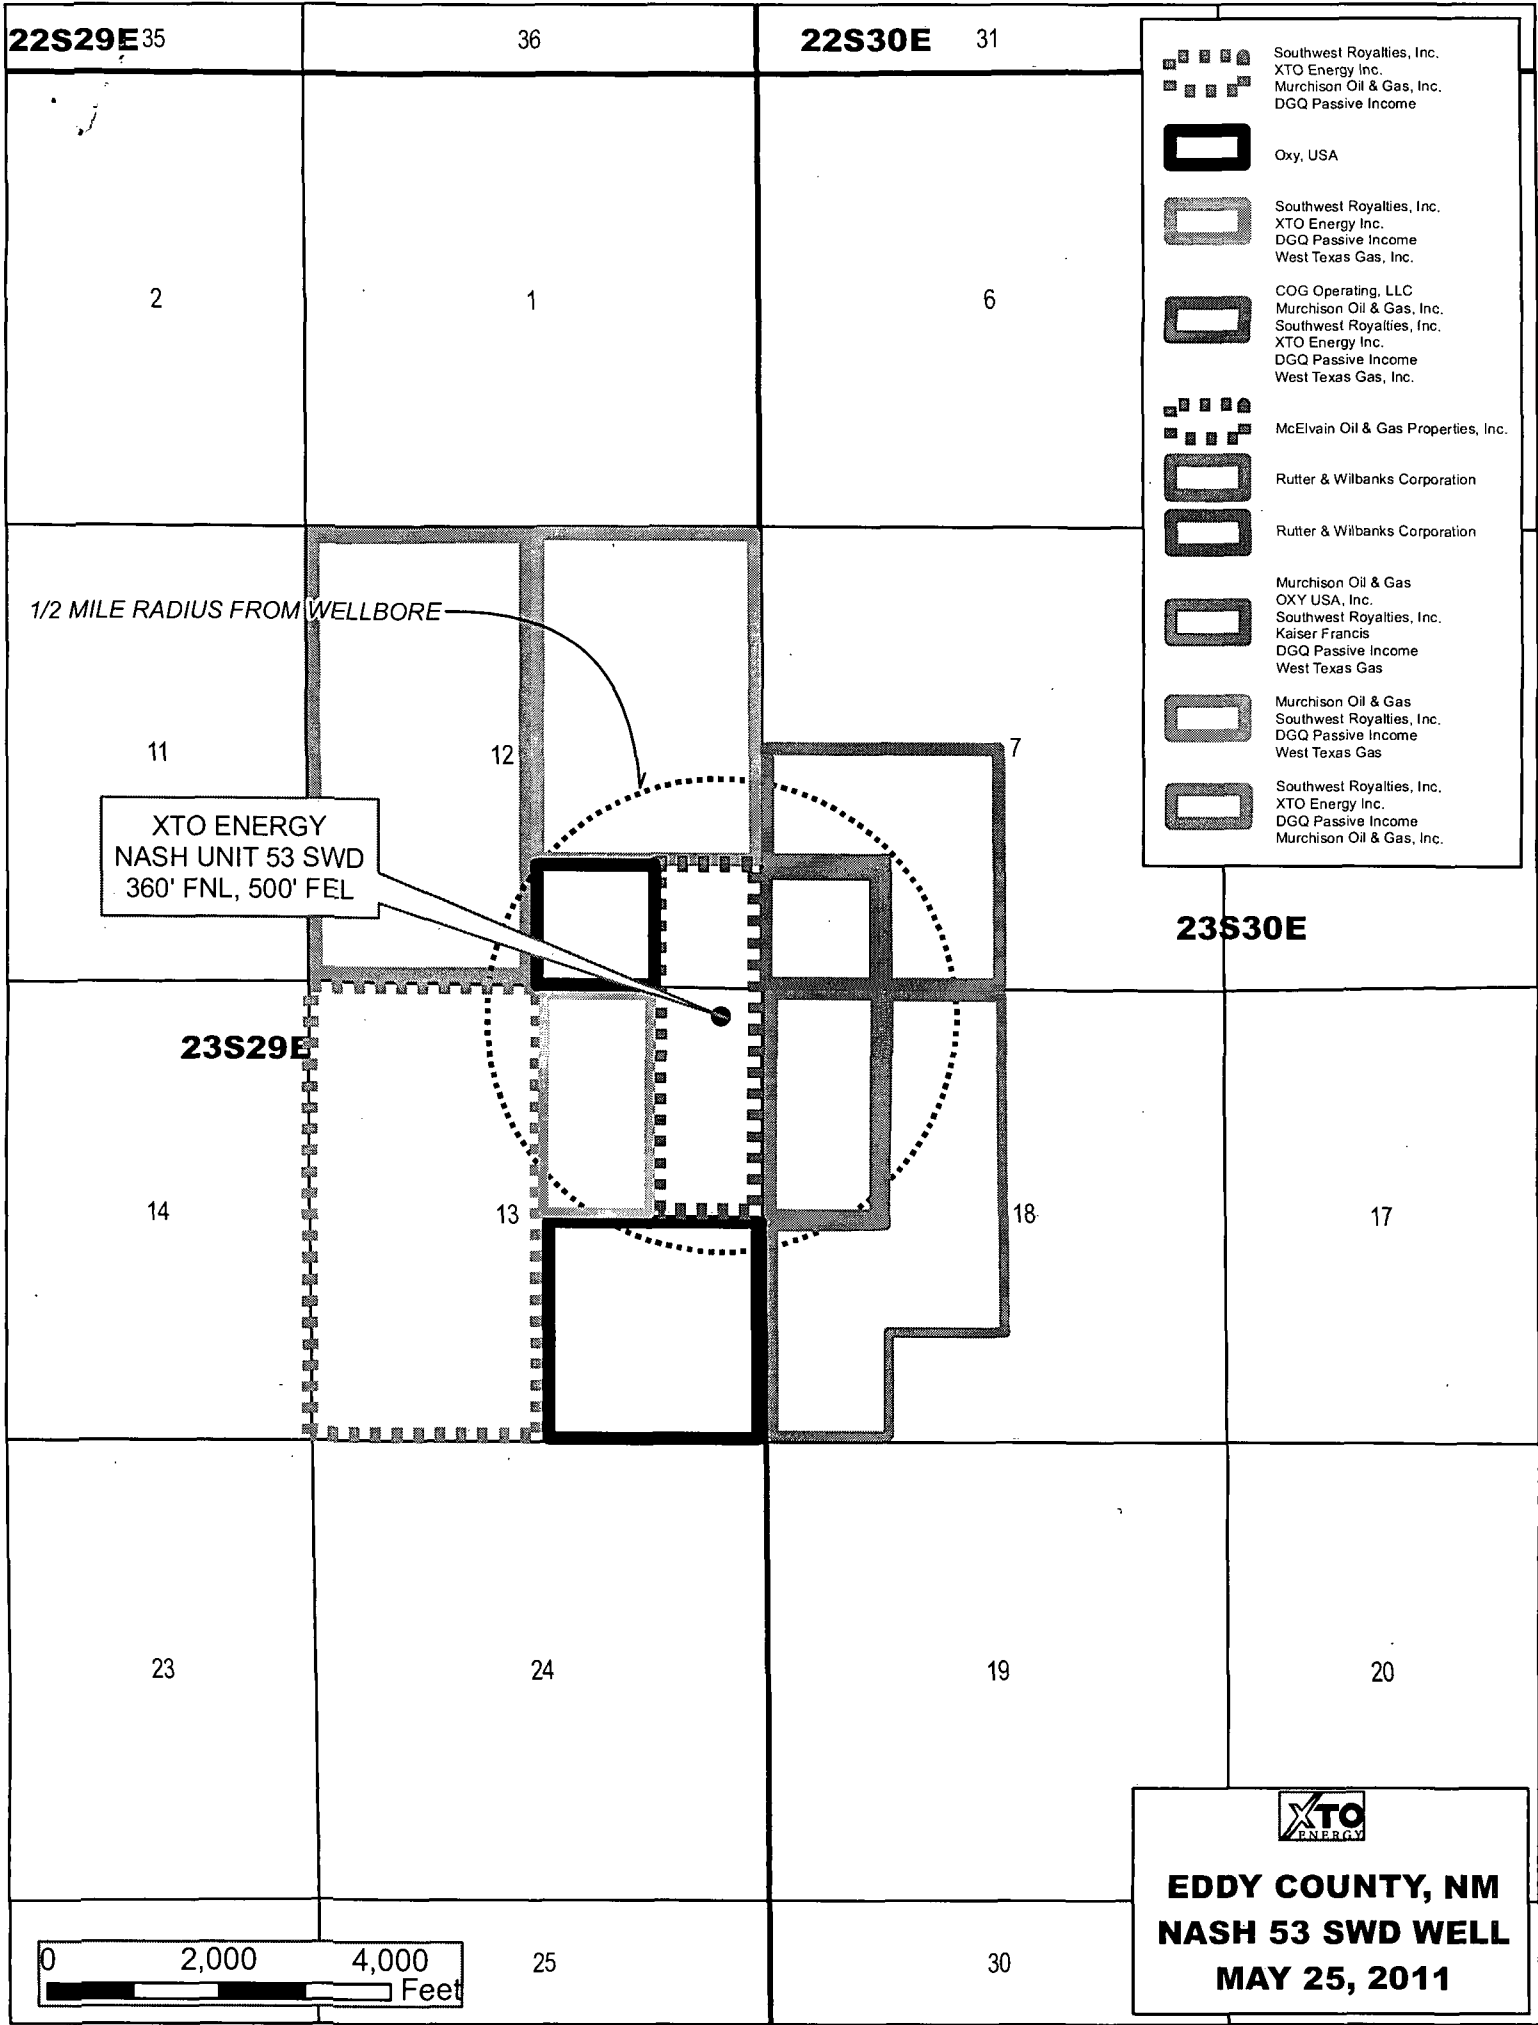 22S29E 35
36
22S30E 31
Southwest Royalties, Inc.
XTO Energy Inc.
Murchison Oil & Gas, Inc.
DGQ Passive Income
Oxy, USA
Southwest Royalties, Inc.
XTO Energy Inc.
DGQ Passive Income
West Texas Gas, Inc.
COG Operating, LLC
Murchison Oil & Gas, Inc.
Southwest Royalties, Inc.
XTO Energy Inc.
DGQ Passive Income
West Texas Gas, Inc.
McElvain Oil & Gas Properties, Inc.
Rutter & Wilbanks Corporation
Rutter & Wilbanks Corporation
Murchison Oil & Gas
OXY USA, Inc.
Southwest Royalties, Inc.
Kaiser Francis
DGQ Passive Income
West Texas Gas
Murchison Oil & Gas
Southwest Royalties, Inc.
DGQ Passive Income
West Texas Gas
Southwest Royalties, Inc.
XTO Energy Inc.
DGQ Passive Income
Murchison Oil & Gas, Inc.
2
1
6
1/2 MILE RADIUS FROM WELLBORE
11
12
7
XTO ENERGY
NASH UNIT 53 SWD
360' FNL, 500' FEL
23S30E
23S29E
14
13
18
17
23
24
19
20
XTO
ENERGY
EDDY COUNTY, NM
NASH 53 SWD WELL
MAY 25, 2011
0 2,000 4,000
Feet
25
30